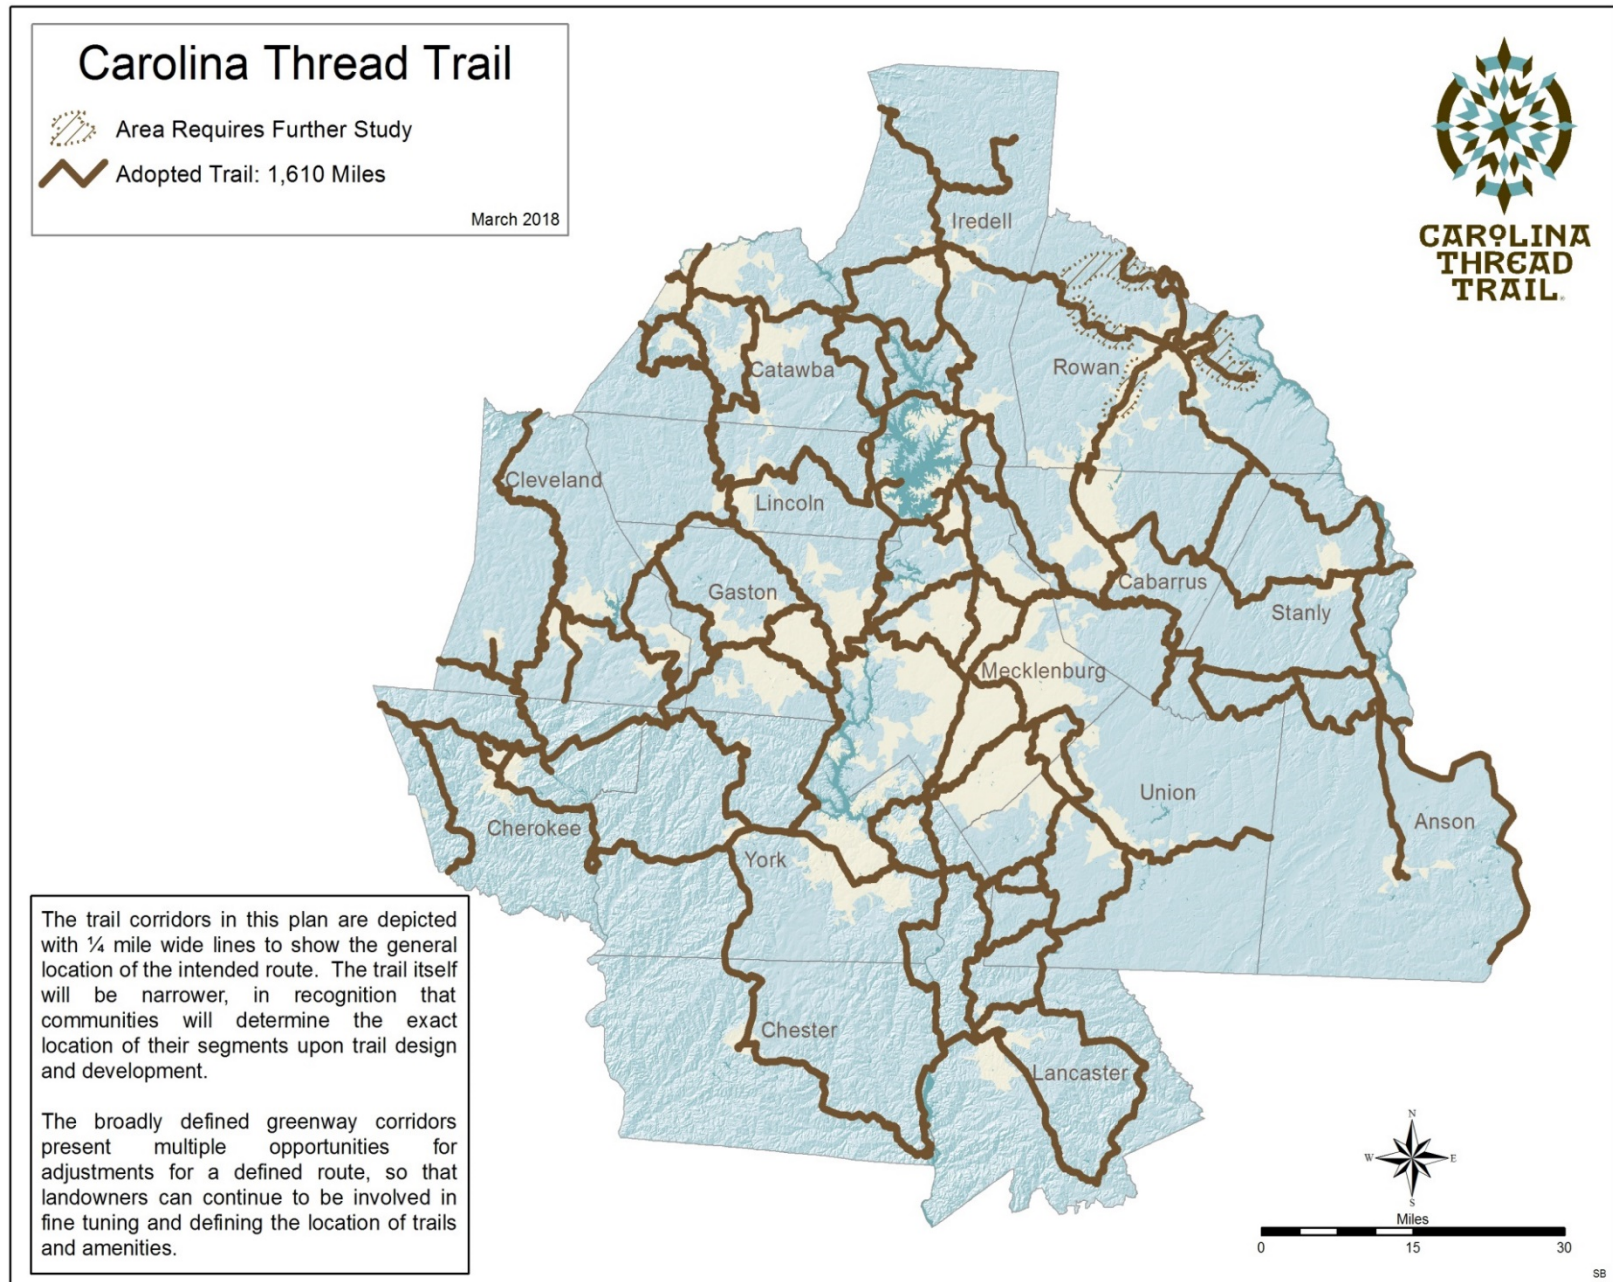 Carolina Thread Trail
Area Requires Further Study
Adopted Trail: 1,610 Miles
March 2018
CAROLINA
THREAD
TRAIL
Iredell
Rowan
Catawba
Cleveland
Lincoln
Gaston
Cabarrus
Stanly
Mecklenburg
Union
Anson
Cherokee
York
Chester
Lancaster
The trail corridors in this plan are depicted
with ¼ mile wide lines to show the general
location of the intended route. The trail itself
will be narrower, in recognition that
communities will determine the exact
location of their segments upon trail design
and development.
The broadly defined greenway corridors
present multiple opportunities for
adjustments for a defined route, so that
landowners can continue to be involved in
fine tuning and defining the location of trails
and amenities.
N
W E
S
Miles
0 15 30
SB